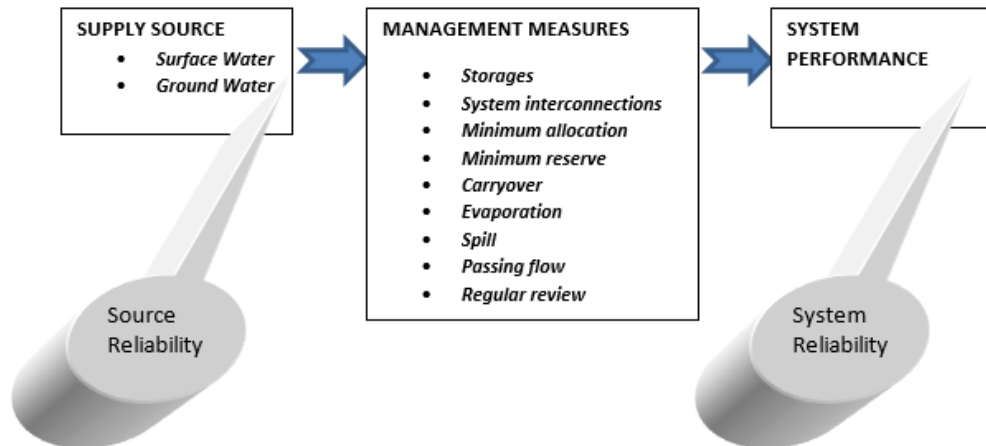 SUPPLY SOURCE
• Surface Water
• Ground Water
MANAGEMENT MEASURES
• Storages
• System interconnections
• Minimum allocation
• Minimum reserve
• Carryover
• Evaporation
• Spill
• Passing flow
• Regular review
SYSTEM
PERFORMANCE
Source
Reliability
System
Reliability